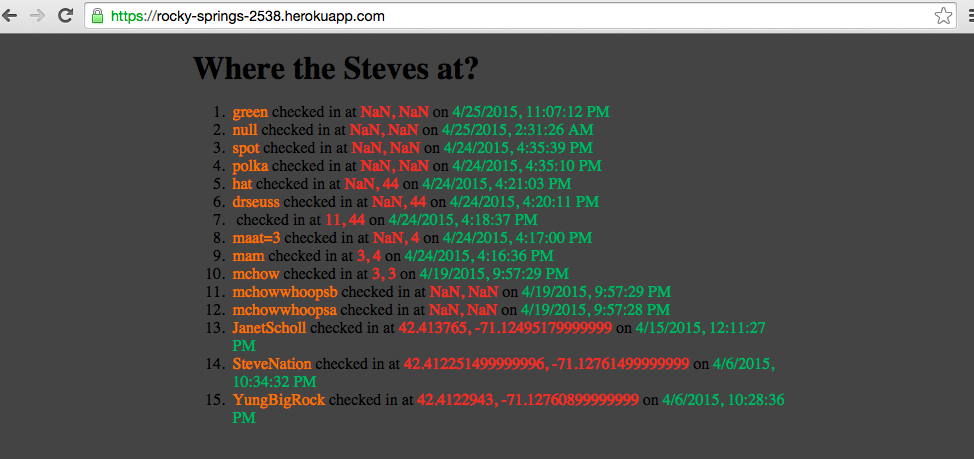 https://rocky-springs-2538.herokuapp.com
Where the Steves at?
1. green checked in at NaN, NaN on 4/25/2015, 11:07:12 PM
2. null checked in at NaN, NaN on 4/25/2015, 2:31:26 AM
3. spot checked in at NaN, NaN on 4/24/2015, 4:35:39 PM
4. polka checked in at NaN, NaN on 4/24/2015, 4:35:10 PM
5. hat checked in at NaN, 44 on 4/24/2015, 4:21:03 PM
6. drseuss checked in at NaN, 44 on 4/24/2015, 4:20:11 PM
7. checked in at 11, 44 on 4/24/2015, 4:18:37 PM
8. maat=3 checked in at NaN, 4 on 4/24/2015, 4:17:00 PM
9. mam checked in at 3, 4 on 4/24/2015, 4:16:36 PM
10. mchow checked in at 3, 3 on 4/19/2015, 9:57:29 PM
11. mchowwhoopsb checked in at NaN, NaN on 4/19/2015, 9:57:29 PM
12. mchowwhoopsa checked in at NaN, NaN on 4/19/2015, 9:57:28 PM
13. JanetScholl checked in at 42.413765, -71.12495179999999 on 4/15/2015, 12:11:27
PM
14. SteveNation checked in at 42.412251499999996, -71.12761499999999 on 4/6/2015,
10:34:32 PM
15. YungBigRock checked in at 42.4122943, -71.12760899999999 on 4/6/2015, 10:28:36
PM